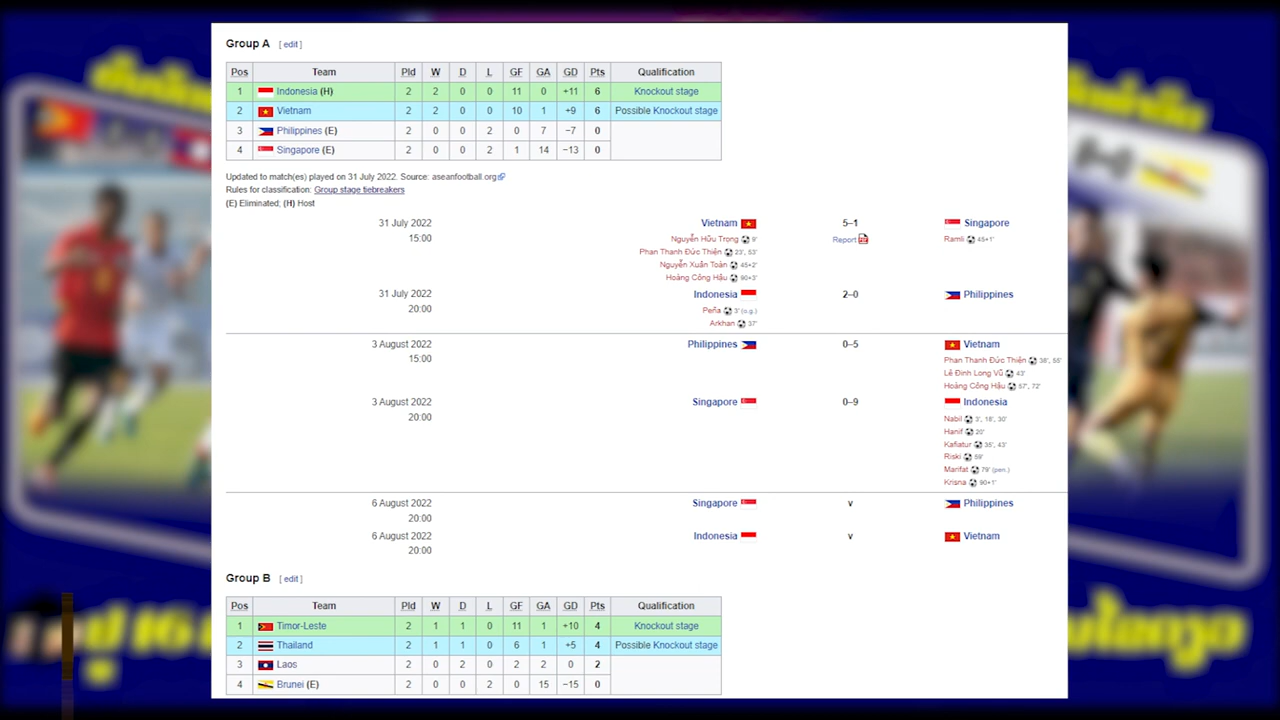 Group A [ edit ]
Pos Team Pld W D L GF GA GD Pts Qualification
1 Indonesia (H) 2 2 0 0 11 0 +11 6 Knockout stage
2 Vietnam 2 2 0 0 10 1 +9 6 Possible Knockout stage
3 Philippines (E) 2 0 0 2 0 7 −7 0
4 Singapore (E) 2 0 0 2 1 14 −13 0
Updated to match(es) played on 31 July 2022. Source: aseanfootball.org
Rules for classification: Group stage tiebreakers
(E) Eliminated; (H) Host
31 July 2022 Vietnam 5–1 Singapore
15:00 Nguyễn Hữu Trọng 9' Report Ramli 45+1'
Phan Thanh Đức Thiện 23', 53'
Nguyễn Xuân Toàn 45+2'
Hoàng Công Hậu 90+3'
31 July 2022 Indonesia 2–0 Philippines
20:00 Peña 3' (o.g.)
Arkhan 37'
3 August 2022 Philippines 0–5 Vietnam
15:00 Phan Thanh Đức Thiện 38', 55'
Lê Đình Long Vũ 43'
Hoàng Công Hậu 57', 72'
3 August 2022 Singapore 0–9 Indonesia
20:00 Nabil 3', 16', 30'
Hanif 20'
Kafiatur 35', 43'
Riski 59'
Marifat 79' (pen.)
Krisna 90+1'
6 August 2022 Singapore v Philippines
20:00
6 August 2022 Indonesia v Vietnam
20:00
Group B [ edit ]
Pos Team Pld W D L GF GA GD Pts Qualification
1 Timor-Leste 2 1 1 0 11 1 +10 4 Knockout stage
2 Thailand 2 1 1 0 6 1 +5 4 Possible Knockout stage
3 Laos 2 0 2 0 2 2 0 2
4 Brunei (E) 2 0 0 2 0 15 −15 0